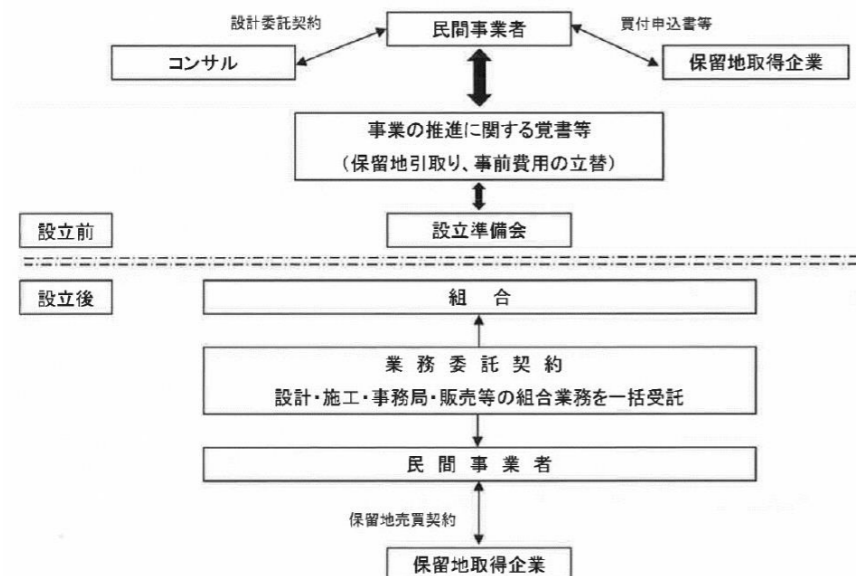 設計委託契約
民間事業者
買付申込書等
コンサル
保留地取得企業
事業の推進に関する覚書等
(保留地引取り、事前費用の立替)
設立前
設立準備会
設立後
組 合
業 務 委 託 契 約
設計・施工・事務局・販売等の組合業務を一括受託
民 間 事 業 者
保留地売買契約
保留地取得企業